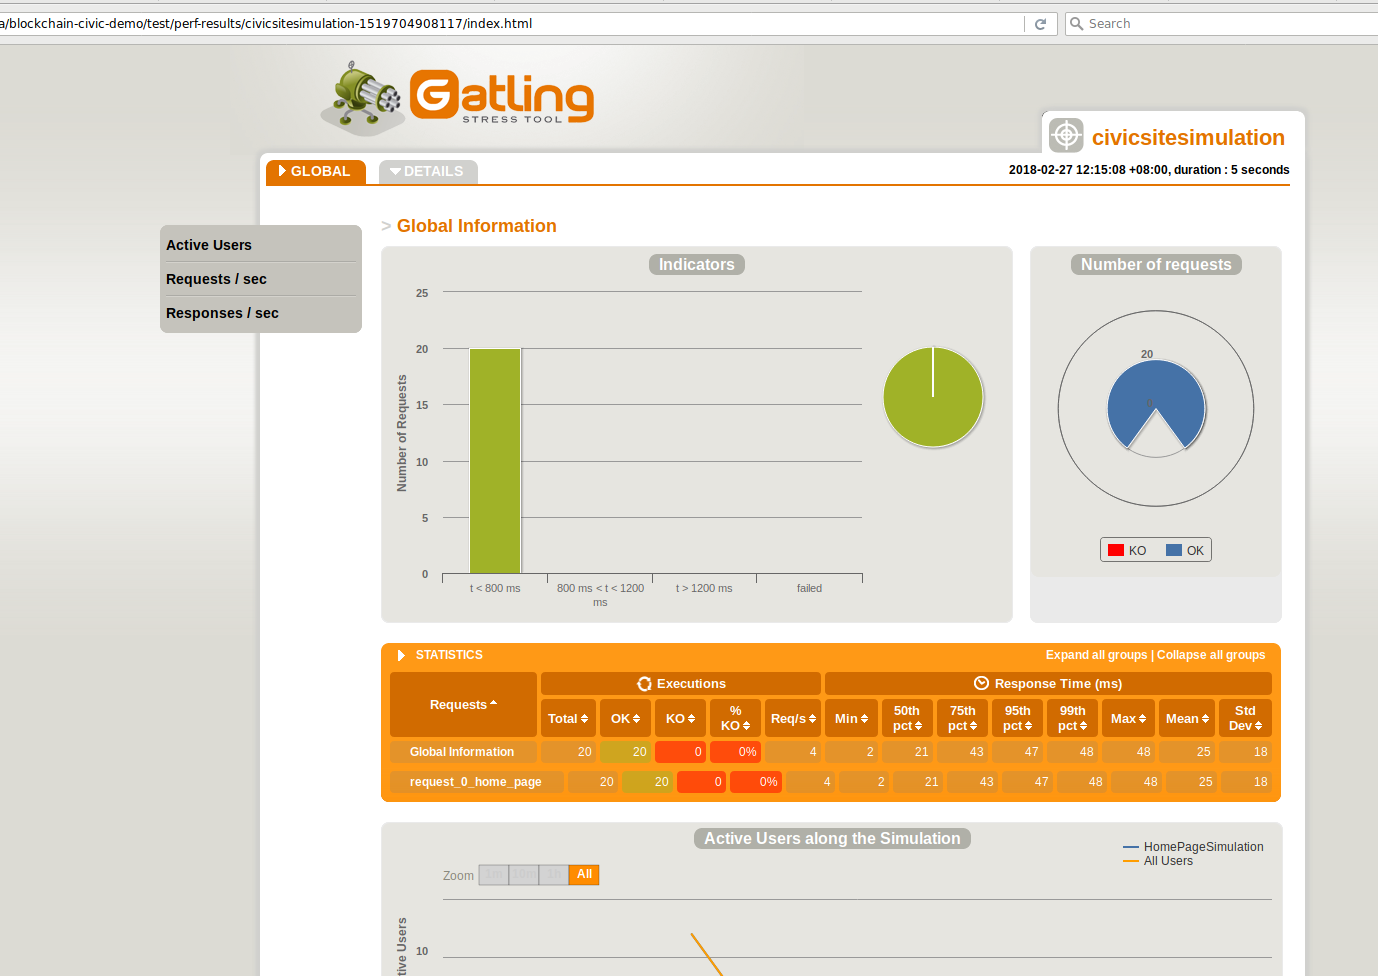 a/blockchain-civic-demo/test/perf-results/civicsitesimulation-1519704908117/index.html
Search
Gatling
STRESS TOOL
civicsitesimulation
GLOBAL
DETAILS
2018-02-27 12:15:08 +08:00, duration : 5 seconds
Active Users
Requests / sec
Responses / sec
> Global Information
Indicators
Number of Requests
25
20
15
10
5
0
t < 800 ms
800 ms < t < 1200
ms
t > 1200 ms
failed
Number of requests
20
0
KO OK
STATISTICS
Expand all groups | Collapse all groups
Requests
Executions
Response Time (ms)
Total OK KO % KO Req/s Min 50th pct 75th pct 95th pct 99th pct Max Mean Std Dev
Global Information 20 20 0 0% 4 2 21 43 47 48 48 25 18
request_0_home_page 20 20 0 0% 4 2 21 43 47 48 48 25 18
Active Users along the Simulation
HomePageSimulation
All Users
Zoom 1m 10m 1h All
10
tive Users